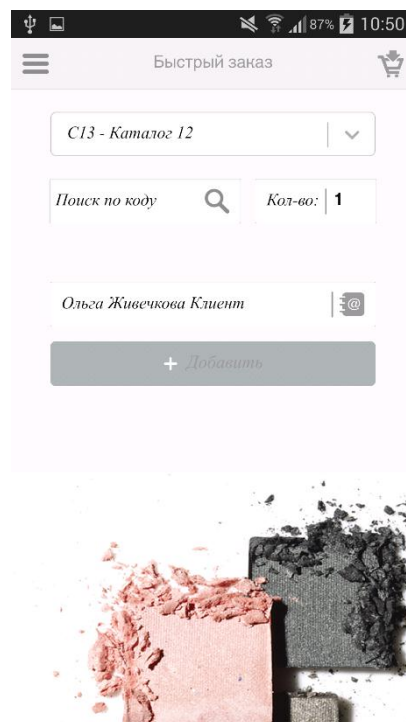 87% 10:50
Быстрый заказ
C13 - Каталог 12
Поиск по коду Кол-во: 1
Ольга Живечкова Клиент @
+ Добавить